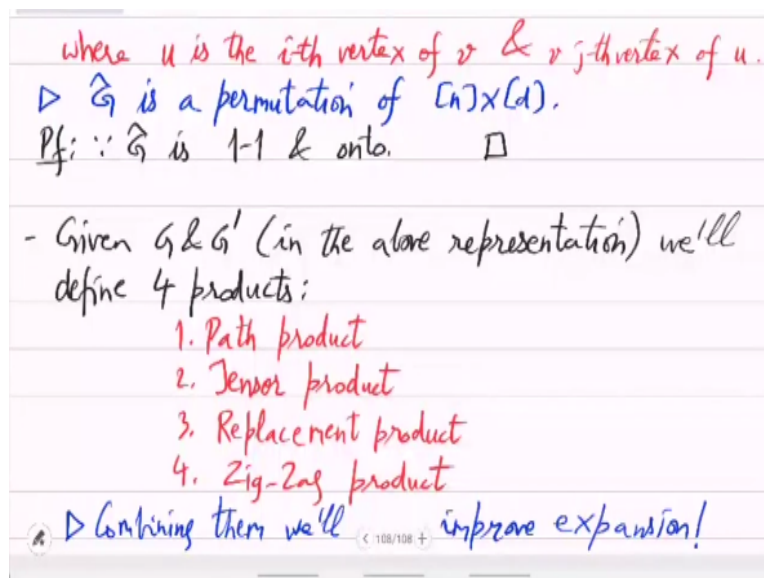 where u is the i-th vertex of v & v j-th vertex of u.
▷ Ĝ is a permutation of [n]×[d].
Pf: ∵ Ĝ is 1-1 & onto. □
- Given G & G' (in the above representation) we'll
define 4 products:
1. Path product
2. Tensor product
3. Replacement product
4. Zig-Zag product
▷ Combining them we'll improve expansion!
< 108/108 +